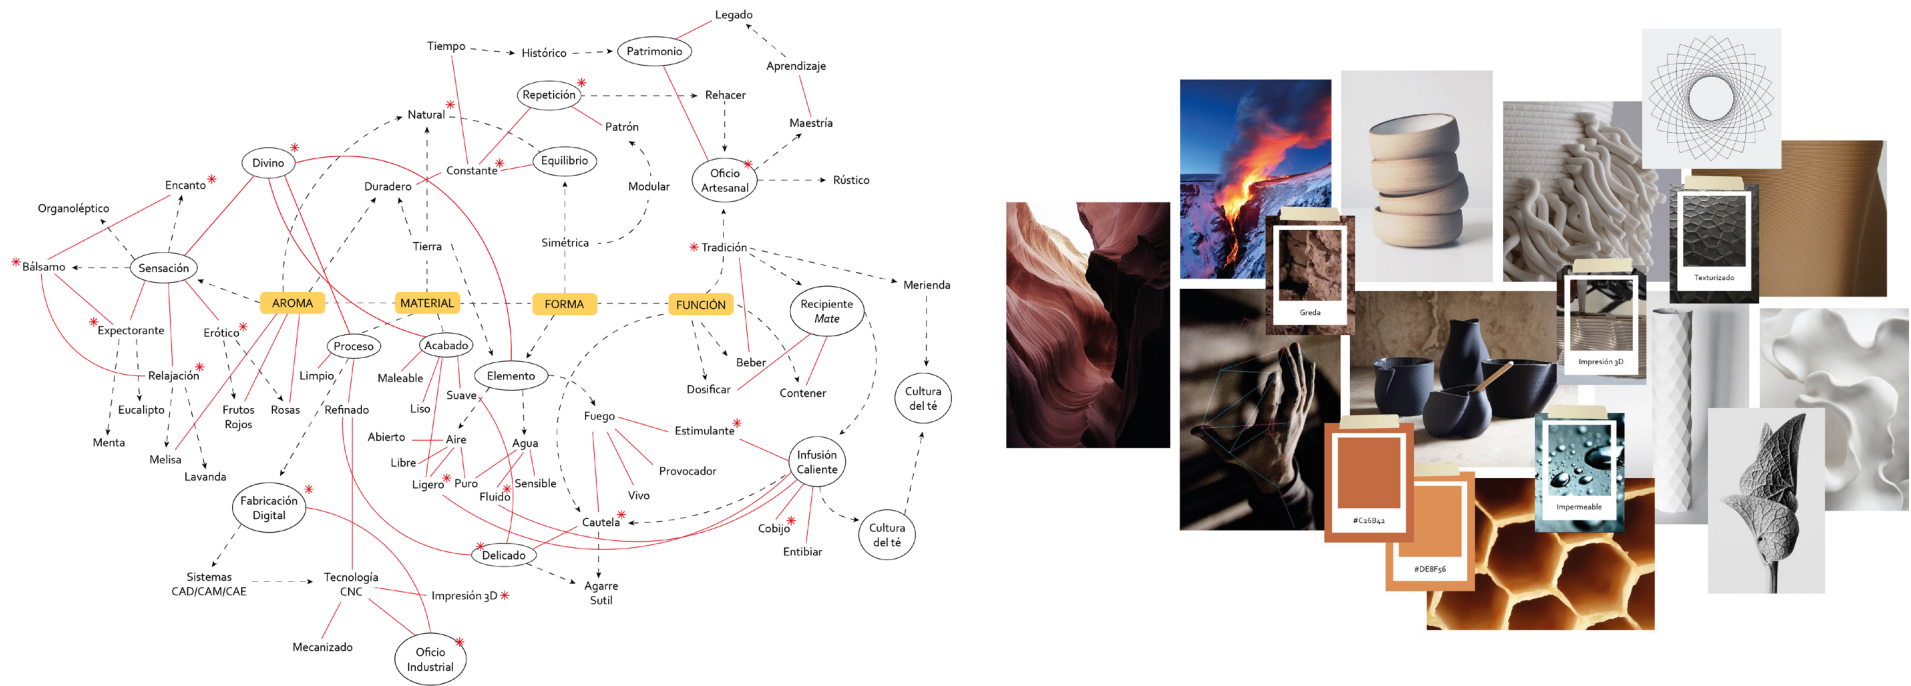 Legado
Tiempo
Histórico
Patrimonio
Aprendizaje
Repetición
Rehacer
Natural
Patrón
Maestría
Divino
Equilibrio
Constante
Encanto
Duradero
Modular
Oficio
Artesanal
Rústico
Organoléptico
Tierra
Simétrica
Tradición
Bálsamo
Sensación
Merienda
AROMA
MATERIAL
FORMA
FUNCIÓN
Recipiente
Mate
Expectorante
Erótico
Proceso
Acabado
Beber
Relajación
Limpio
Maleable
Elemento
Dosificar
Contener
Cultura
del té
Eucalipto
Frutos
Rojos
Rosas
Refinado
Liso
Suave
Fuego
Menta
Melisa
Lavanda
Abierto
Aire
Agua
Estimulante
Libre
Infusión
Caliente
Ligero
Puro
Fluido
Sensible
Provocador
Vivo
Fabricación
Digital
Cautela
Cobijo
Entibiar
Cultura
del té
Delicado
Sistemas
CAD/CAM/CAE
Tecnología
CNC
Impresión 3D
Agarre
Sutil
Mecanizado
Oficio
Industrial
Texturizado
Greda
Impresión 3D
#C26B42
Impermeable
#DE8F56